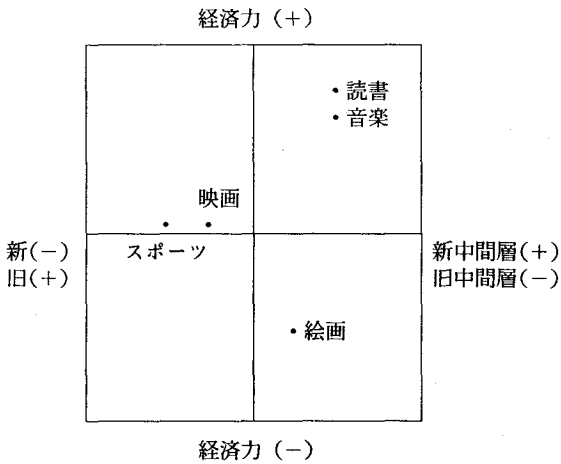 経済力（＋）
・読書
・音楽
映画
新(−)
旧(＋)
スポーツ
新中間層(＋)
旧中間層(−)
・絵画
経済力（−）